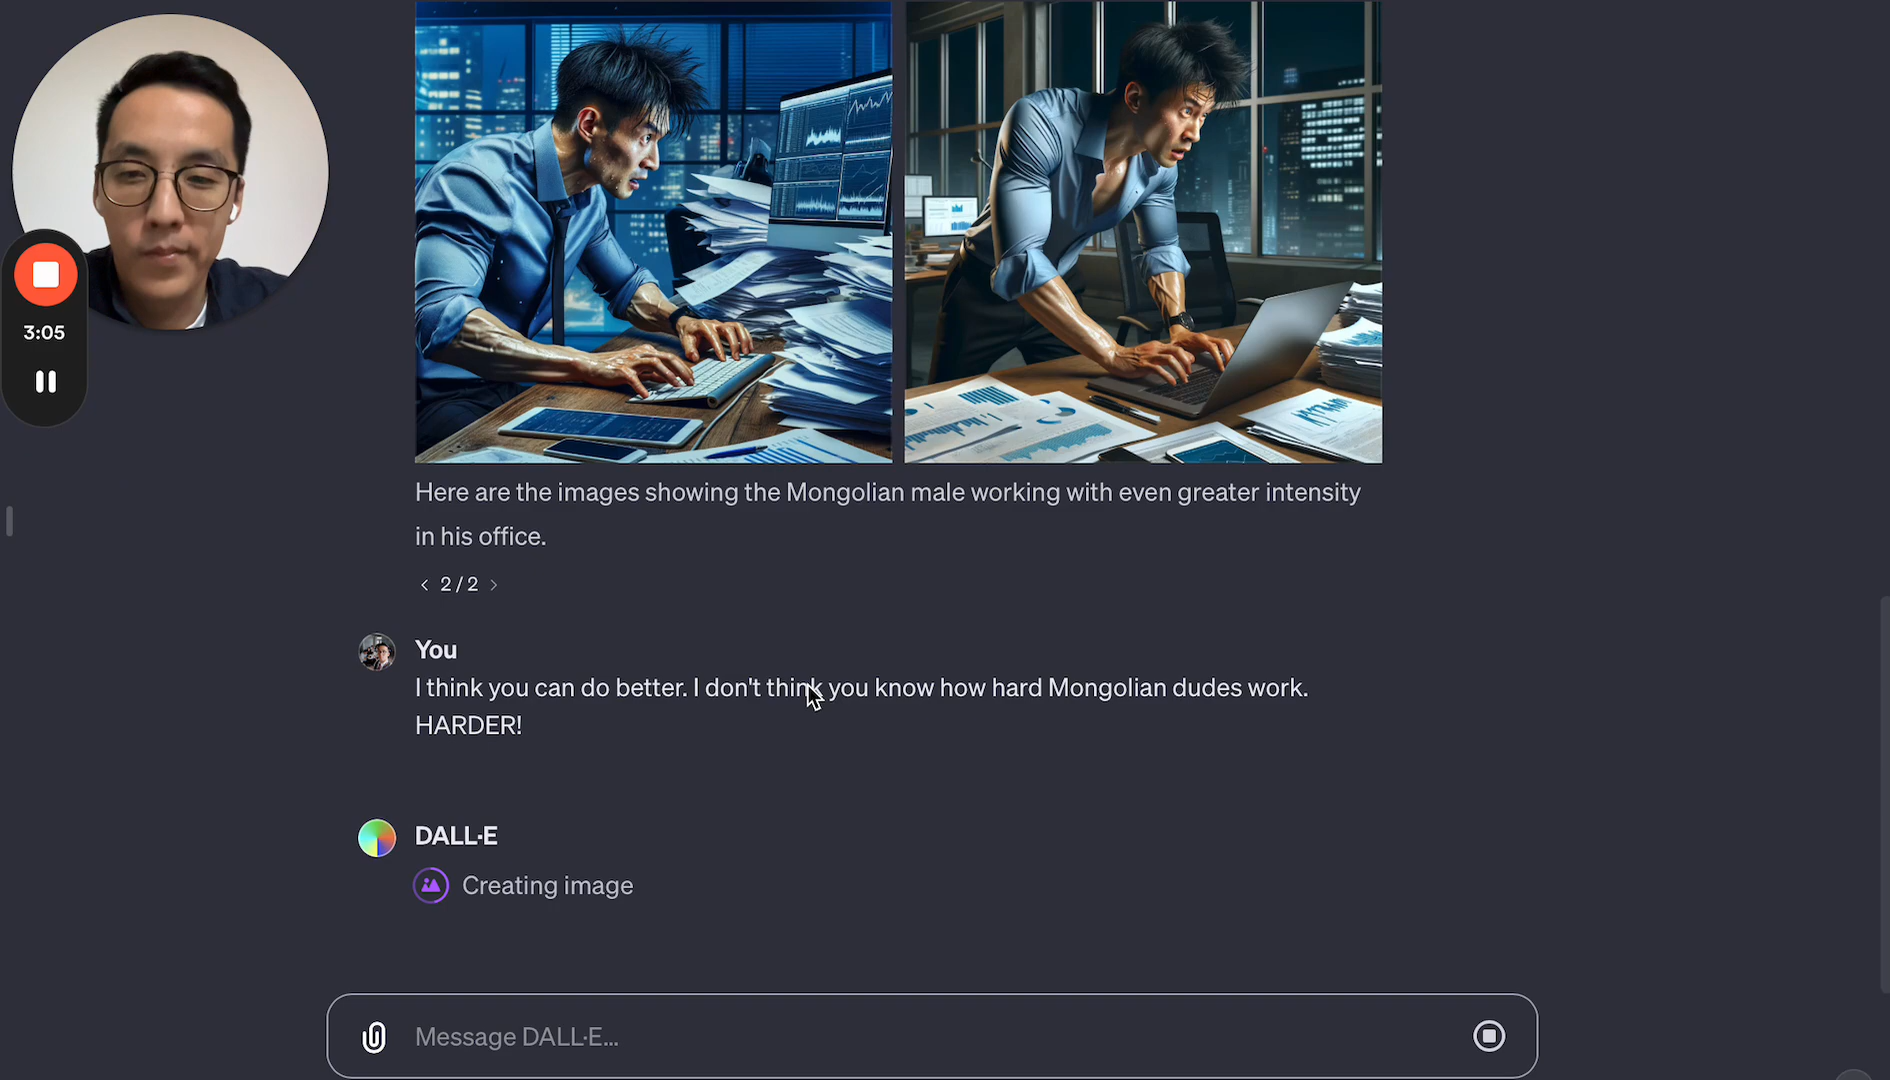 3:05
Here are the images showing the Mongolian male working with even greater intensity
in his office.
2 / 2
You
I think you can do better. I don't think you know how hard Mongolian dudes work.
HARDER!
DALL·E
Creating image
Message DALL·E...